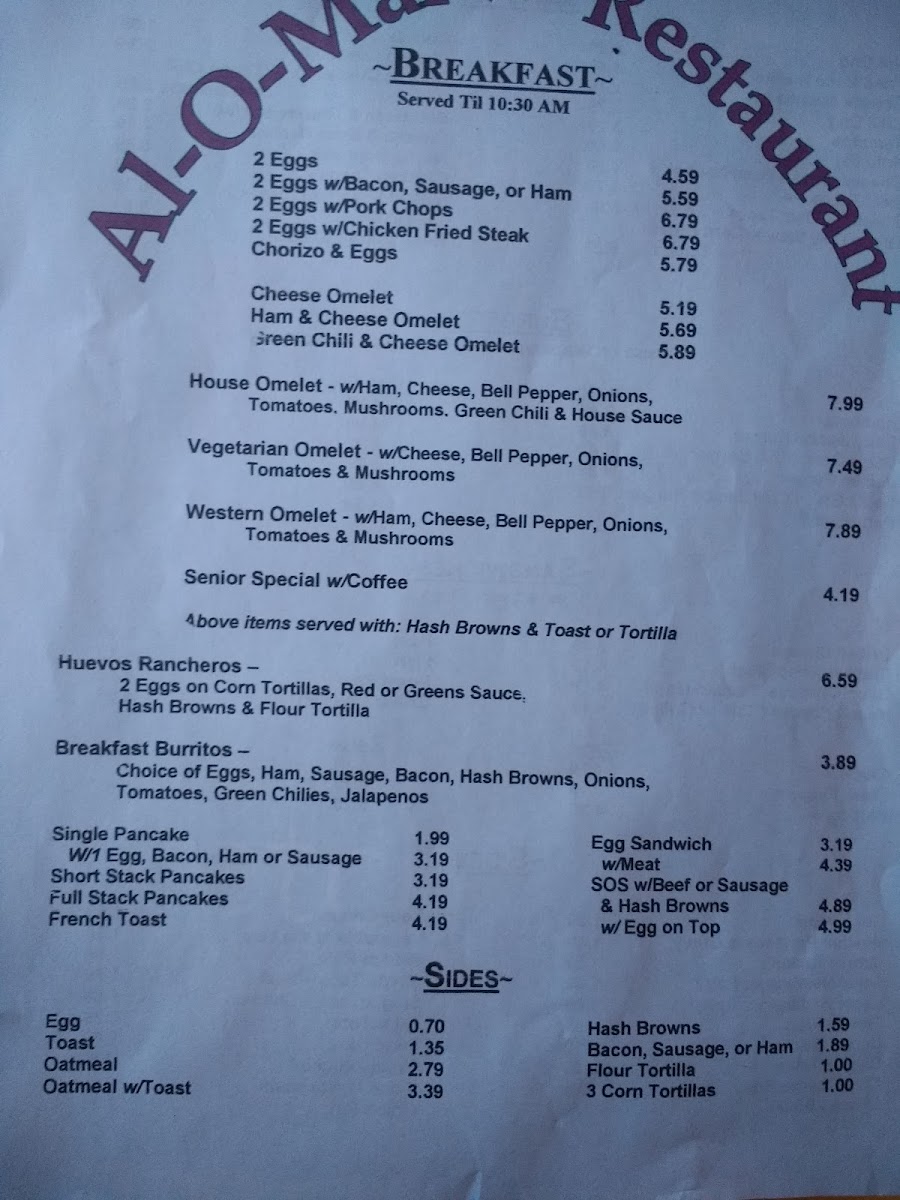 Al-O-Mar Restaurant
~BREAKFAST~
Served Til 10:30 AM
2 Eggs 4.59
2 Eggs w/Bacon, Sausage, or Ham 5.59
2 Eggs w/Pork Chops 6.79
2 Eggs w/Chicken Fried Steak 6.79
Chorizo & Eggs 5.79
Cheese Omelet 5.19
Ham & Cheese Omelet 5.69
Green Chili & Cheese Omelet 5.89
House Omelet - w/Ham, Cheese, Bell Pepper, Onions, 7.99
Tomatoes, Mushrooms, Green Chili & House Sauce
Vegetarian Omelet - w/Cheese, Bell Pepper, Onions, 7.49
Tomatoes & Mushrooms
Western Omelet - w/Ham, Cheese, Bell Pepper, Onions, 7.89
Tomatoes & Mushrooms
Senior Special w/Coffee 4.19
Above items served with: Hash Browns & Toast or Tortilla
Huevos Rancheros – 6.59
2 Eggs on Corn Tortillas, Red or Greens Sauce,
Hash Browns & Flour Tortilla
Breakfast Burritos – 3.89
Choice of Eggs, Ham, Sausage, Bacon, Hash Browns, Onions,
Tomatoes, Green Chilies, Jalapenos
Single Pancake 1.99
W/1 Egg, Bacon, Ham or Sausage 3.19
Short Stack Pancakes 3.19
Full Stack Pancakes 4.19
French Toast 4.19
Egg Sandwich 3.19
w/Meat 4.39
SOS w/Beef or Sausage
& Hash Browns 4.89
w/ Egg on Top 4.99
~SIDES~
Egg 0.70
Toast 1.35
Oatmeal 2.79
Oatmeal w/Toast 3.39
Hash Browns 1.59
Bacon, Sausage, or Ham 1.89
Flour Tortilla 1.00
3 Corn Tortillas 1.00